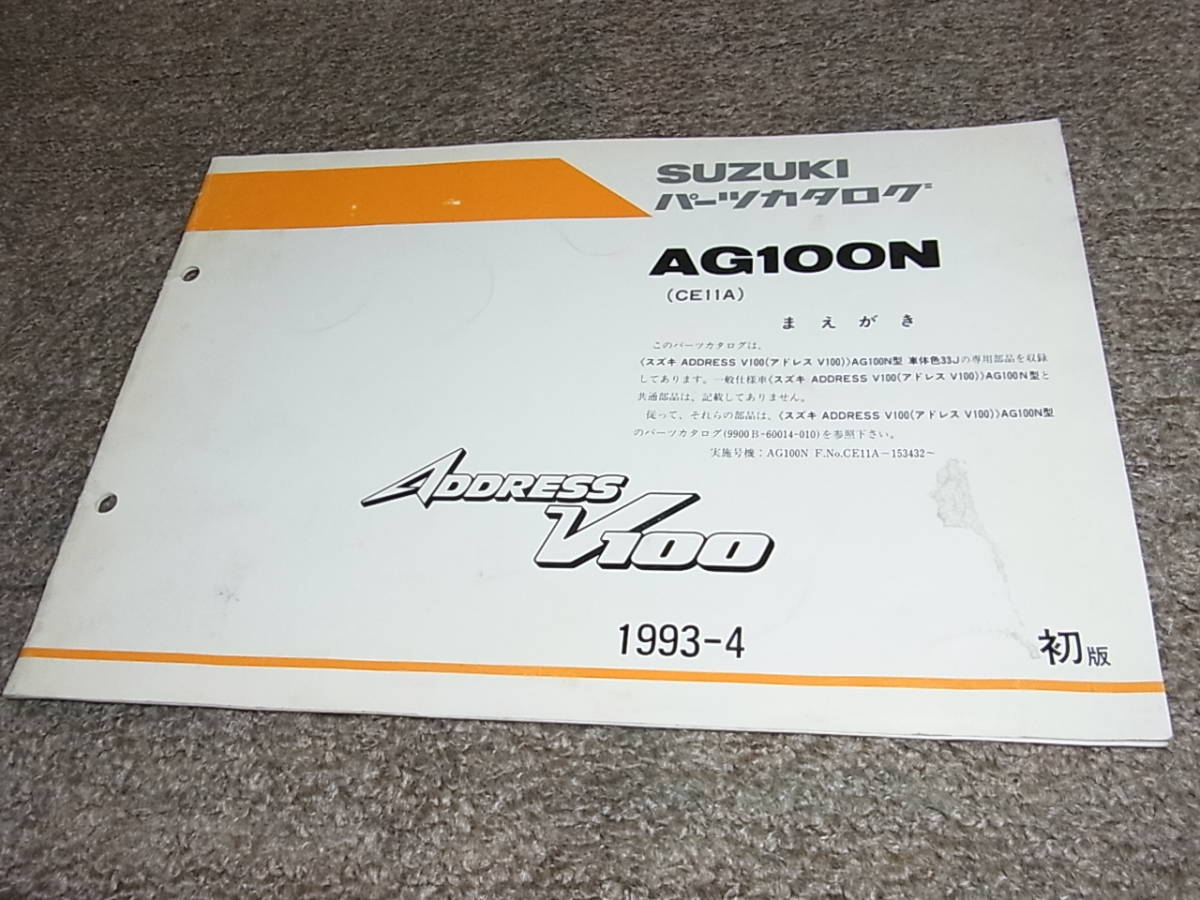 SUZUKI
パーツカタログ
AG100N
(CE11A)
まえがき
このパーツカタログは、
《スズキ ADDRESS V100(アドレス V100)》AG100N型 車体色33Jの専用部品を収録
してあります。一般仕様車《スズキ ADDRESS V100(アドレス V100)》AG100N型と
共通部品は、記載してありません。
従って、それらの部品は、《スズキ ADDRESS V100(アドレス V100)》AG100N型
のパーツカタログ(9900B-60014-010)を参照下さい。
実施号機:AG100N F.No.CE11A-153432~
ADDRESS
V100
1993-4
初版